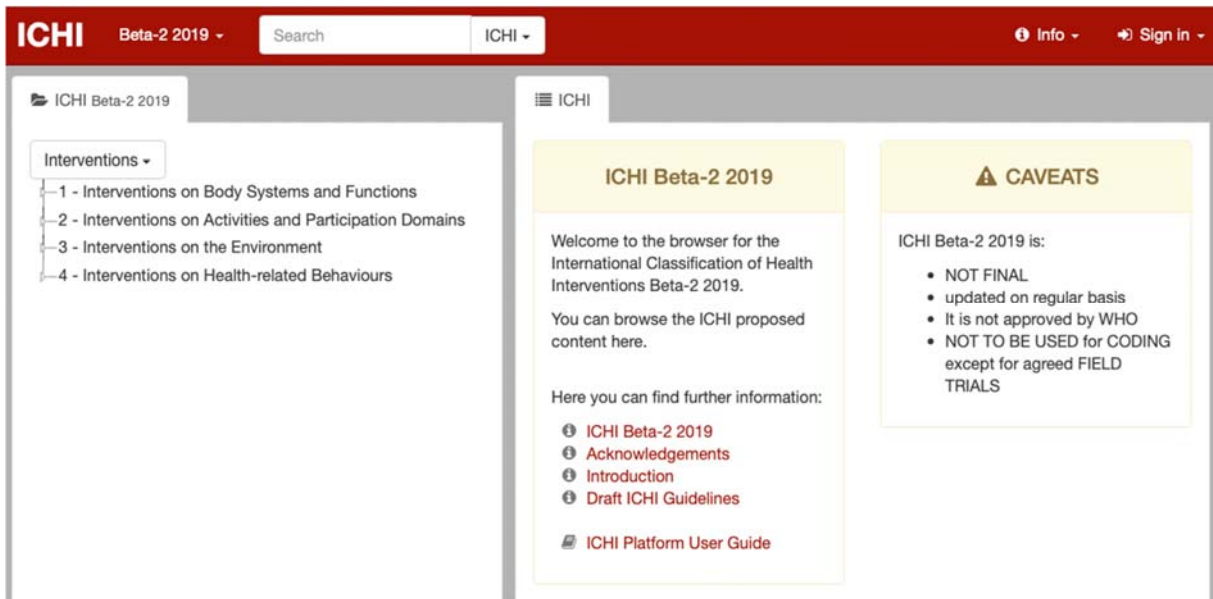 ICHI Beta-2 2019 Search ICHI Info Sign in
ICHI Beta-2 2019
Interventions
1 - Interventions on Body Systems and Functions
2 - Interventions on Activities and Participation Domains
3 - Interventions on the Environment
4 - Interventions on Health-related Behaviours
ICHI
ICHI Beta-2 2019
Welcome to the browser for the
International Classification of Health
Interventions Beta-2 2019.
You can browse the ICHI proposed
content here.
Here you can find further information:
ICHI Beta-2 2019
Acknowledgements
Introduction
Draft ICHI Guidelines
ICHI Platform User Guide
CAVEATS
ICHI Beta-2 2019 is:
• NOT FINAL
• updated on regular basis
• It is not approved by WHO
• NOT TO BE USED for CODING
except for agreed FIELD
TRIALS